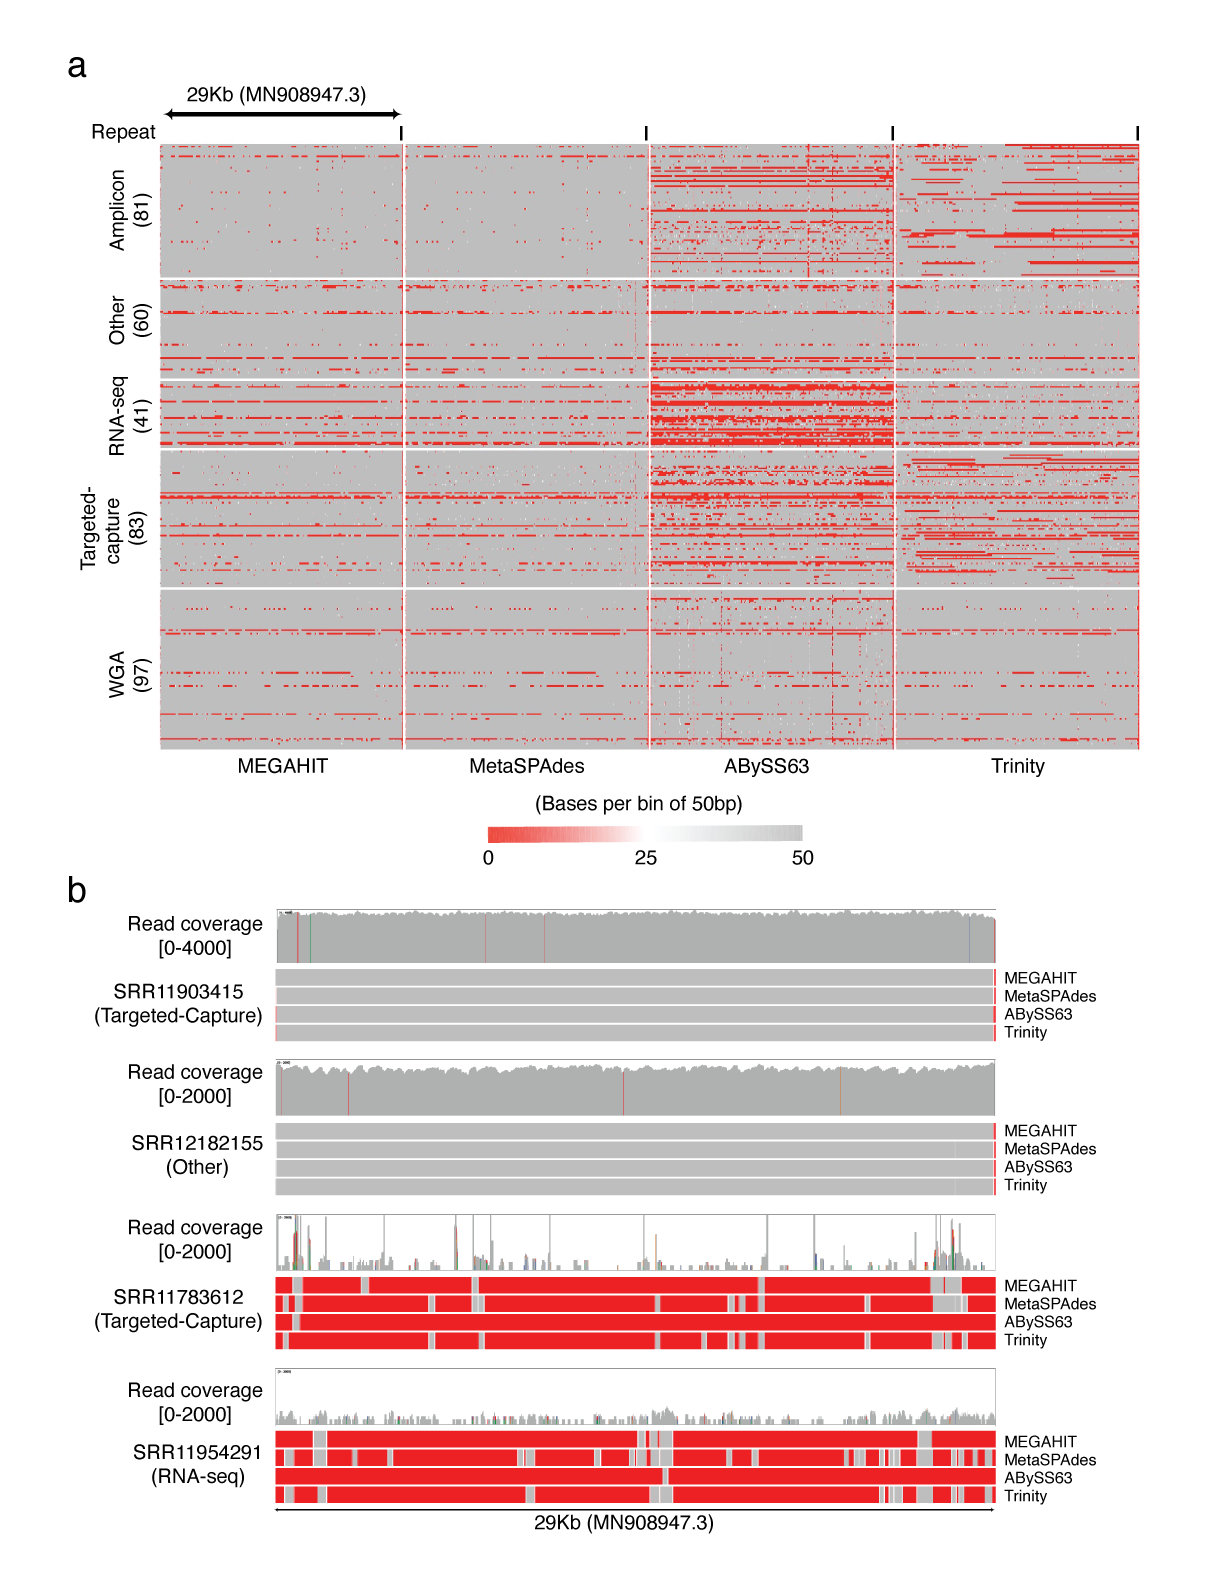 a
29Kb (MN908947.3)
Repeat
Amplicon
(81)
Other
(60)
RNA-seq
(41)
Targeted-
capture
(83)
WGA
(97)
MEGAHIT MetaSPAdes ABySS63 Trinity
(Bases per bin of 50bp)
0 25 50
b
Read coverage
[0-4000]
SRR11903415
(Targeted-Capture)
MEGAHIT
MetaSPAdes
ABySS63
Trinity
Read coverage
[0-2000]
SRR12182155
(Other)
MEGAHIT
MetaSPAdes
ABySS63
Trinity
Read coverage
[0-2000]
SRR11783612
(Targeted-Capture)
MEGAHIT
MetaSPAdes
ABySS63
Trinity
Read coverage
[0-2000]
SRR11954291
(RNA-seq)
MEGAHIT
MetaSPAdes
ABySS63
Trinity
29Kb (MN908947.3)